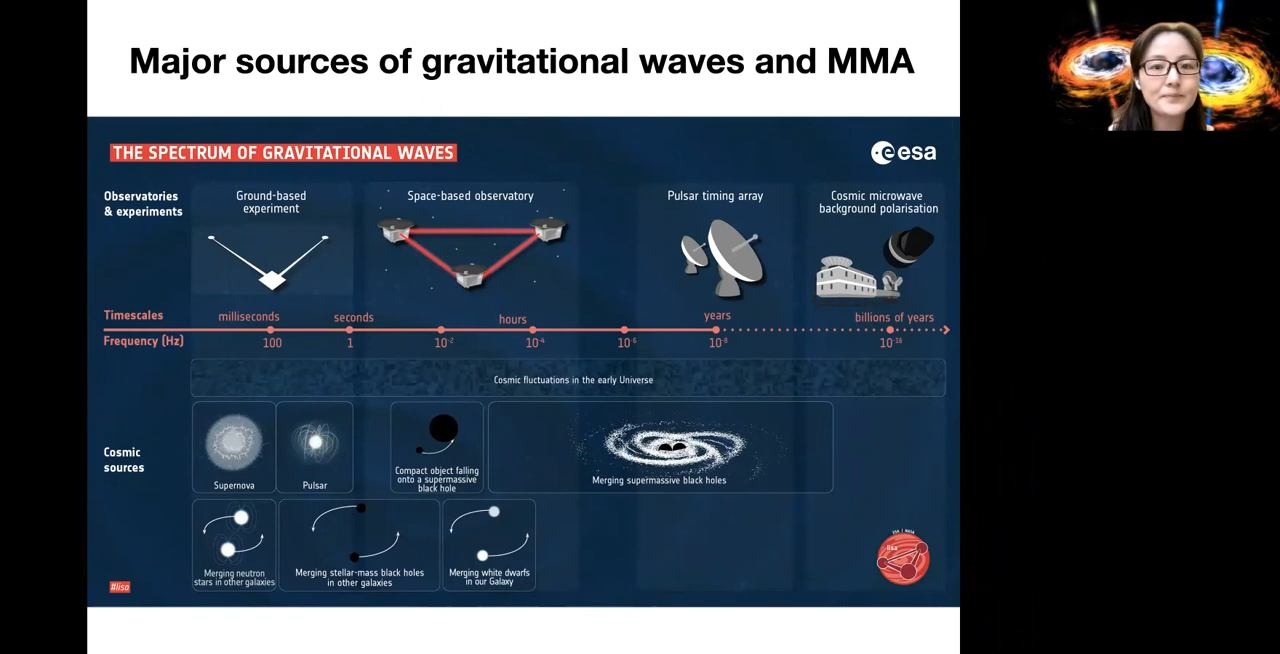 Major sources of gravitational waves and MMA
THE SPECTRUM OF GRAVITATIONAL WAVES
esa
Observatories
& experiments
Ground-based
experiment
Space-based observatory
Pulsar timing array
Cosmic microwave
background polarisation
Timescales
milliseconds
seconds
hours
years
billions of years
Frequency (Hz)
100
1
10⁻²
10⁻⁴
10⁻⁶
10⁻⁸
10⁻¹⁶
Cosmic fluctuations in the early Universe
Cosmic
sources
Supernova
Pulsar
Compact object falling
onto a supermassive
black hole
Merging supermassive black holes
Merging neutron
stars in other galaxies
Merging stellar-mass black holes
in other galaxies
Merging white dwarfs
in our Galaxy
ESA | NASA
lisa
#lisa